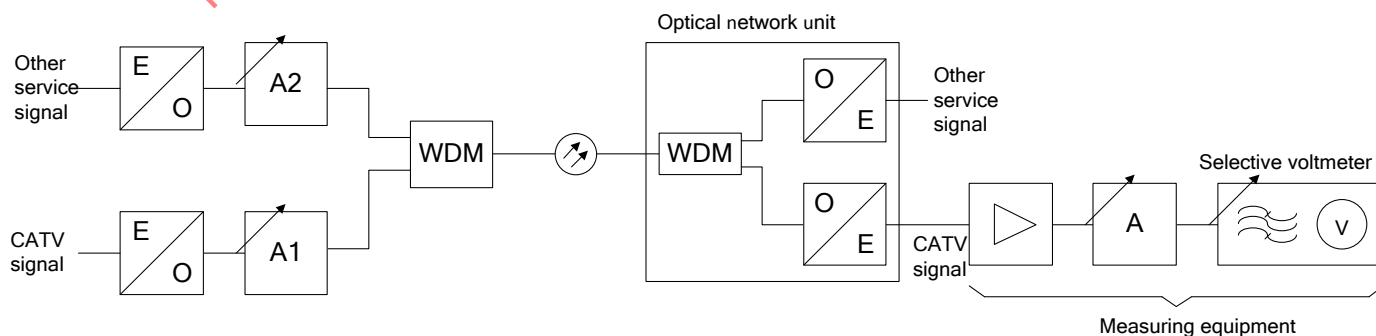 Optical network unit
Other
service
signal
E
O
A2
O
E
Other
service
signal
WDM
WDM
Selective voltmeter
CATV
signal
E
O
A1
O
E
CATV
signal
A
V
Measuring equipment